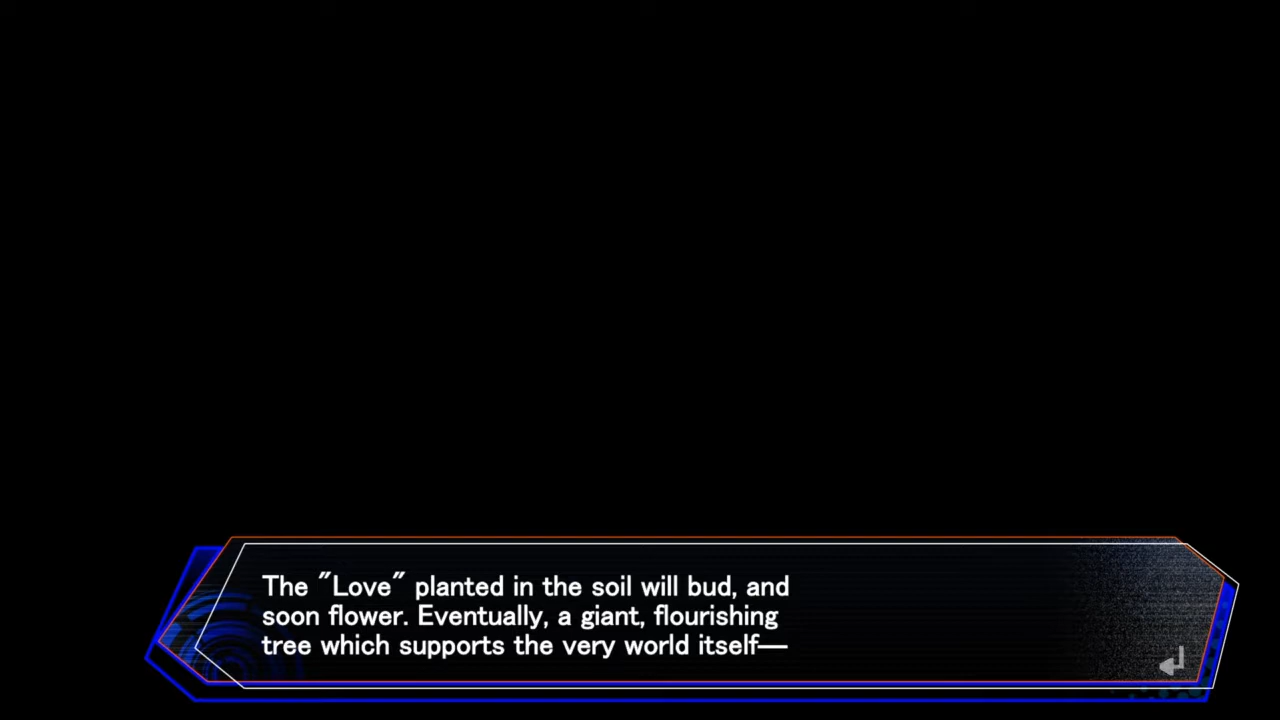 The "Love" planted in the soil will bud, and
soon flower. Eventually, a giant, flourishing
tree which supports the very world itself—